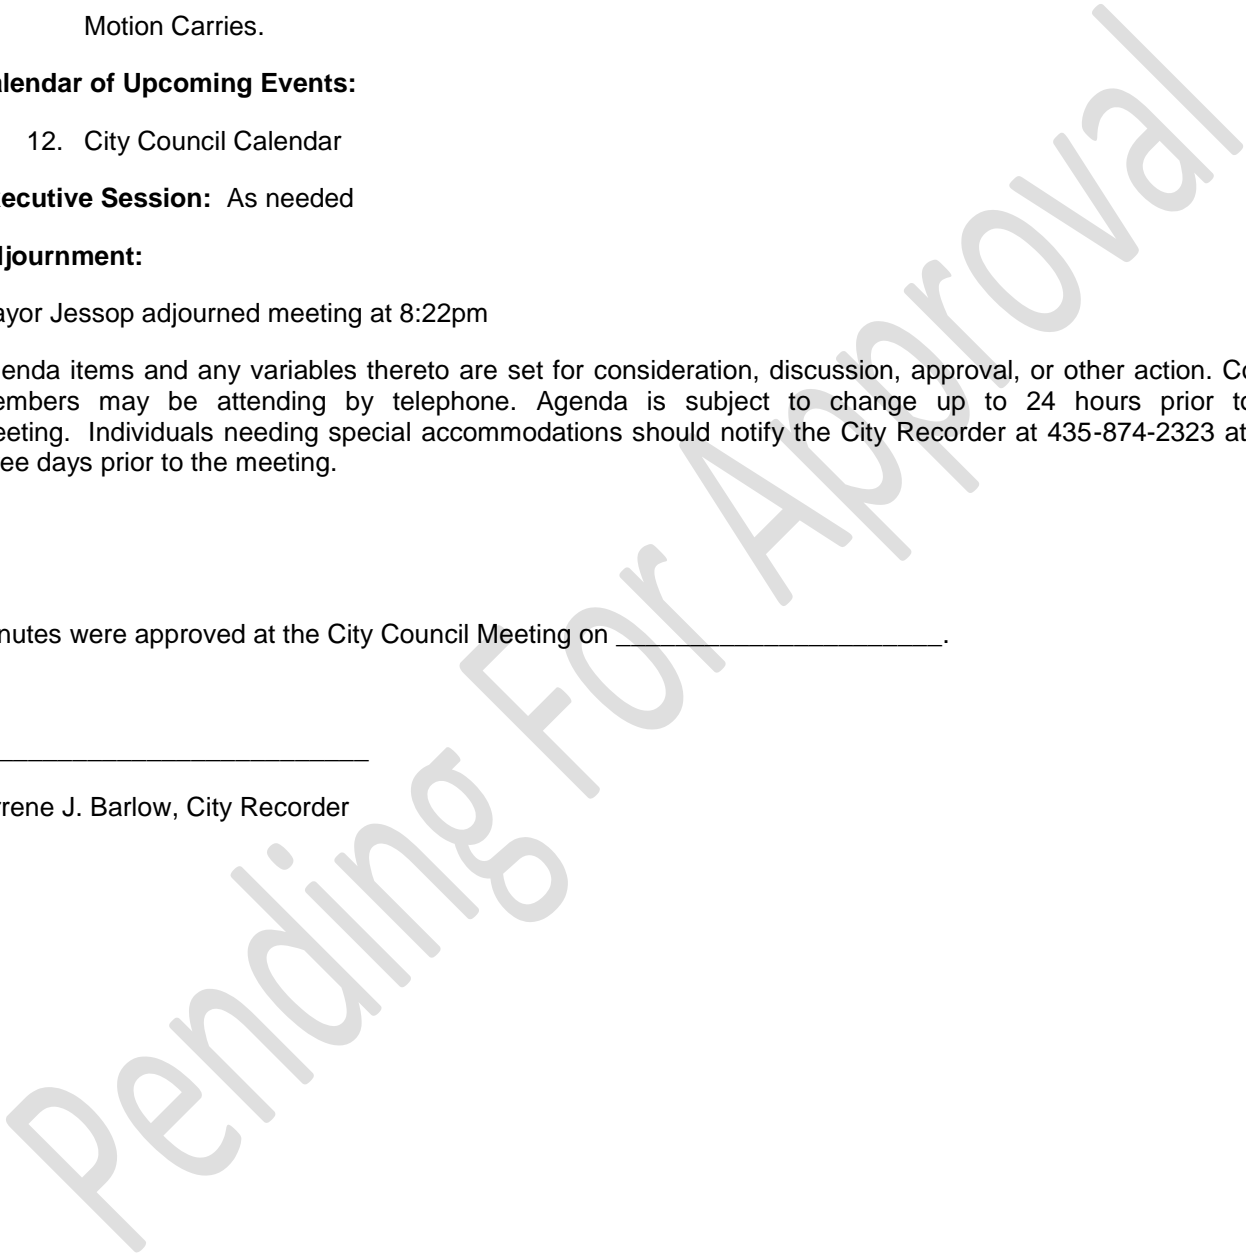 Motion Carries.
alendar of Upcoming Events:
12. City Council Calendar
ecutive Session: As needed
journment:
ayor Jessop adjourned meeting at 8:22pm
enda items and any variables thereto are set for consideration, discussion, approval, or other action. Co
embers may be attending by telephone. Agenda is subject to change up to 24 hours prior to
eeting. Individuals needing special accommodations should notify the City Recorder at 435-874-2323 at
ee days prior to the meeting.
nutes were approved at the City Council Meeting on ______________________.
_________________________
rene J. Barlow, City Recorder
Pending For Approval